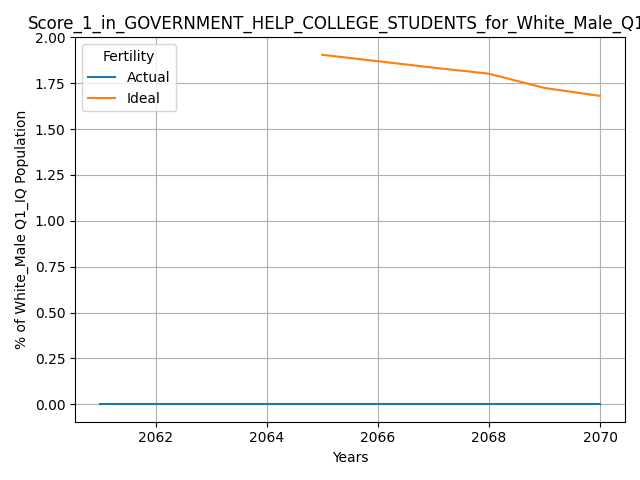 Score_1_in_GOVERNMENT_HELP_COLLEGE_STUDENTS_for_White_Male_Q1
2.00
1.75
1.50
1.25
1.00
0.75
0.50
0.25
0.00
% of White_Male Q1_IQ Population
Fertility
Actual
Ideal
2062 2064 2066 2068 2070
Years